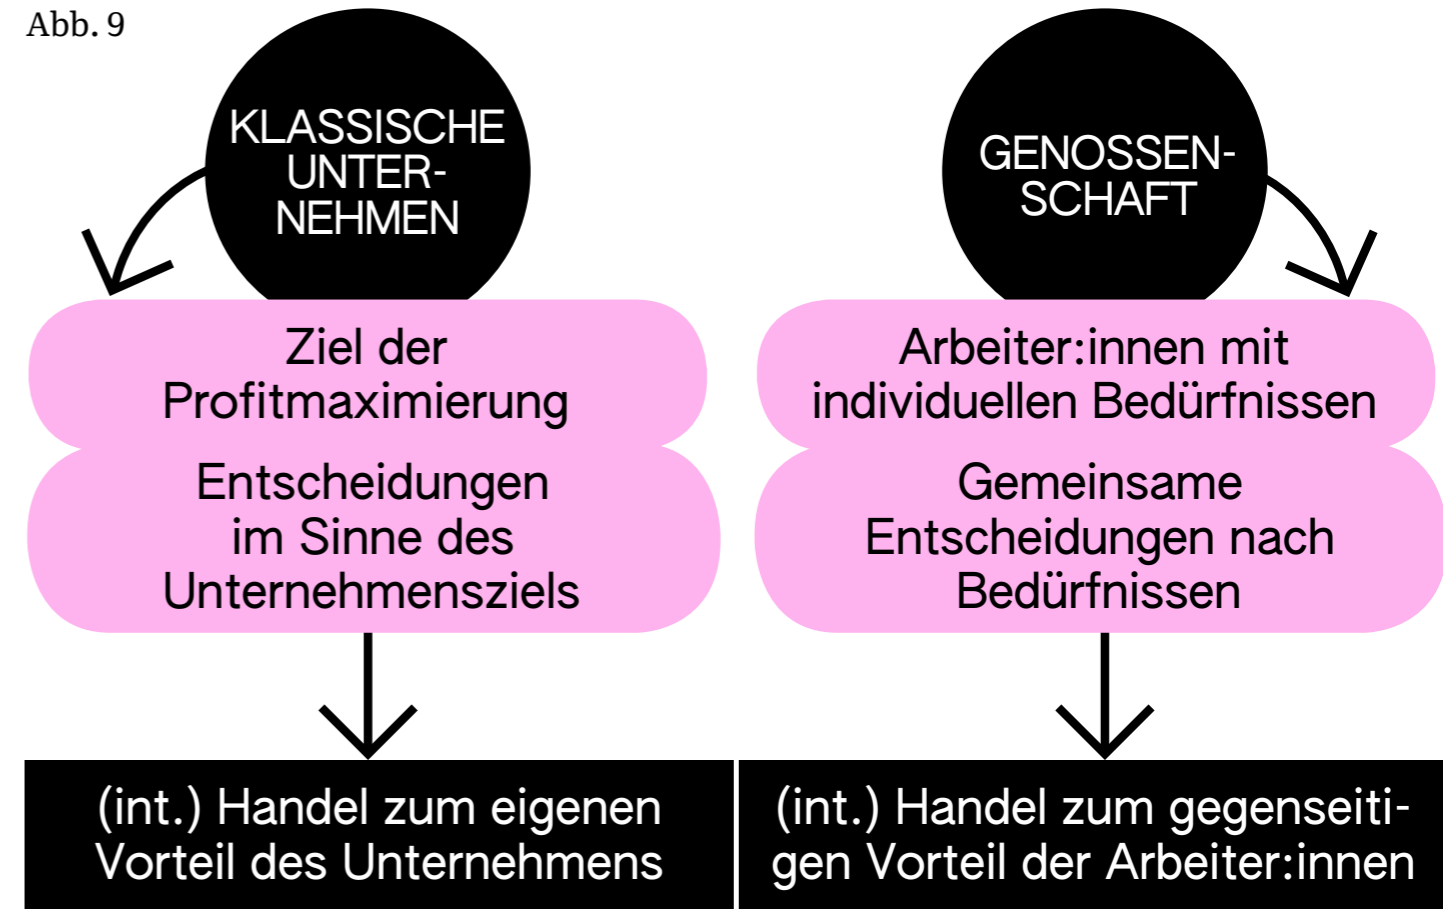 Abb. 9
KLASSISCHE
UNTER-
NEHMEN
Ziel der
Profitmaximierung
Entscheidungen
im Sinne des
Unternehmensziels
(int.) Handel zum eigenen
Vorteil des Unternehmens
GENOSSEN-
SCHAFT
Arbeiter:innen mit
individuellen Bedürfnissen
Gemeinsame
Entscheidungen nach
Bedürfnissen
(int.) Handel zum gegenseiti-
gen Vorteil der Arbeiter:innen